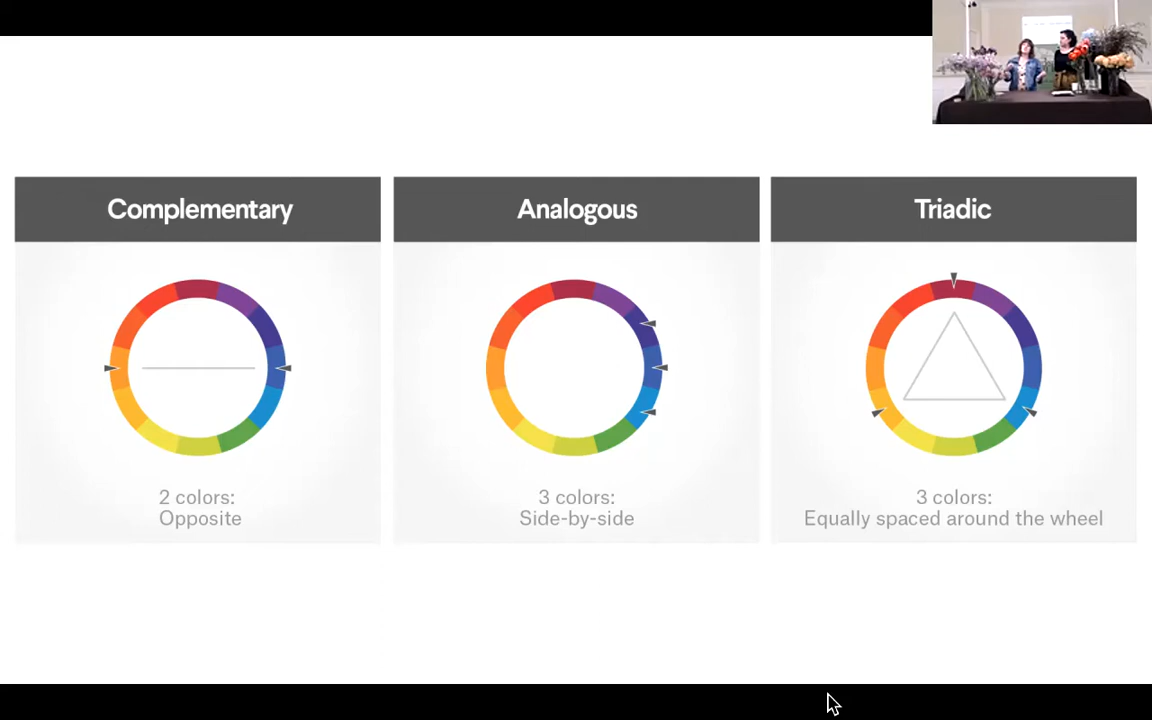 Complementary
2 colors:
Opposite
Analogous
3 colors:
Side-by-side
Triadic
3 colors:
Equally spaced around the wheel